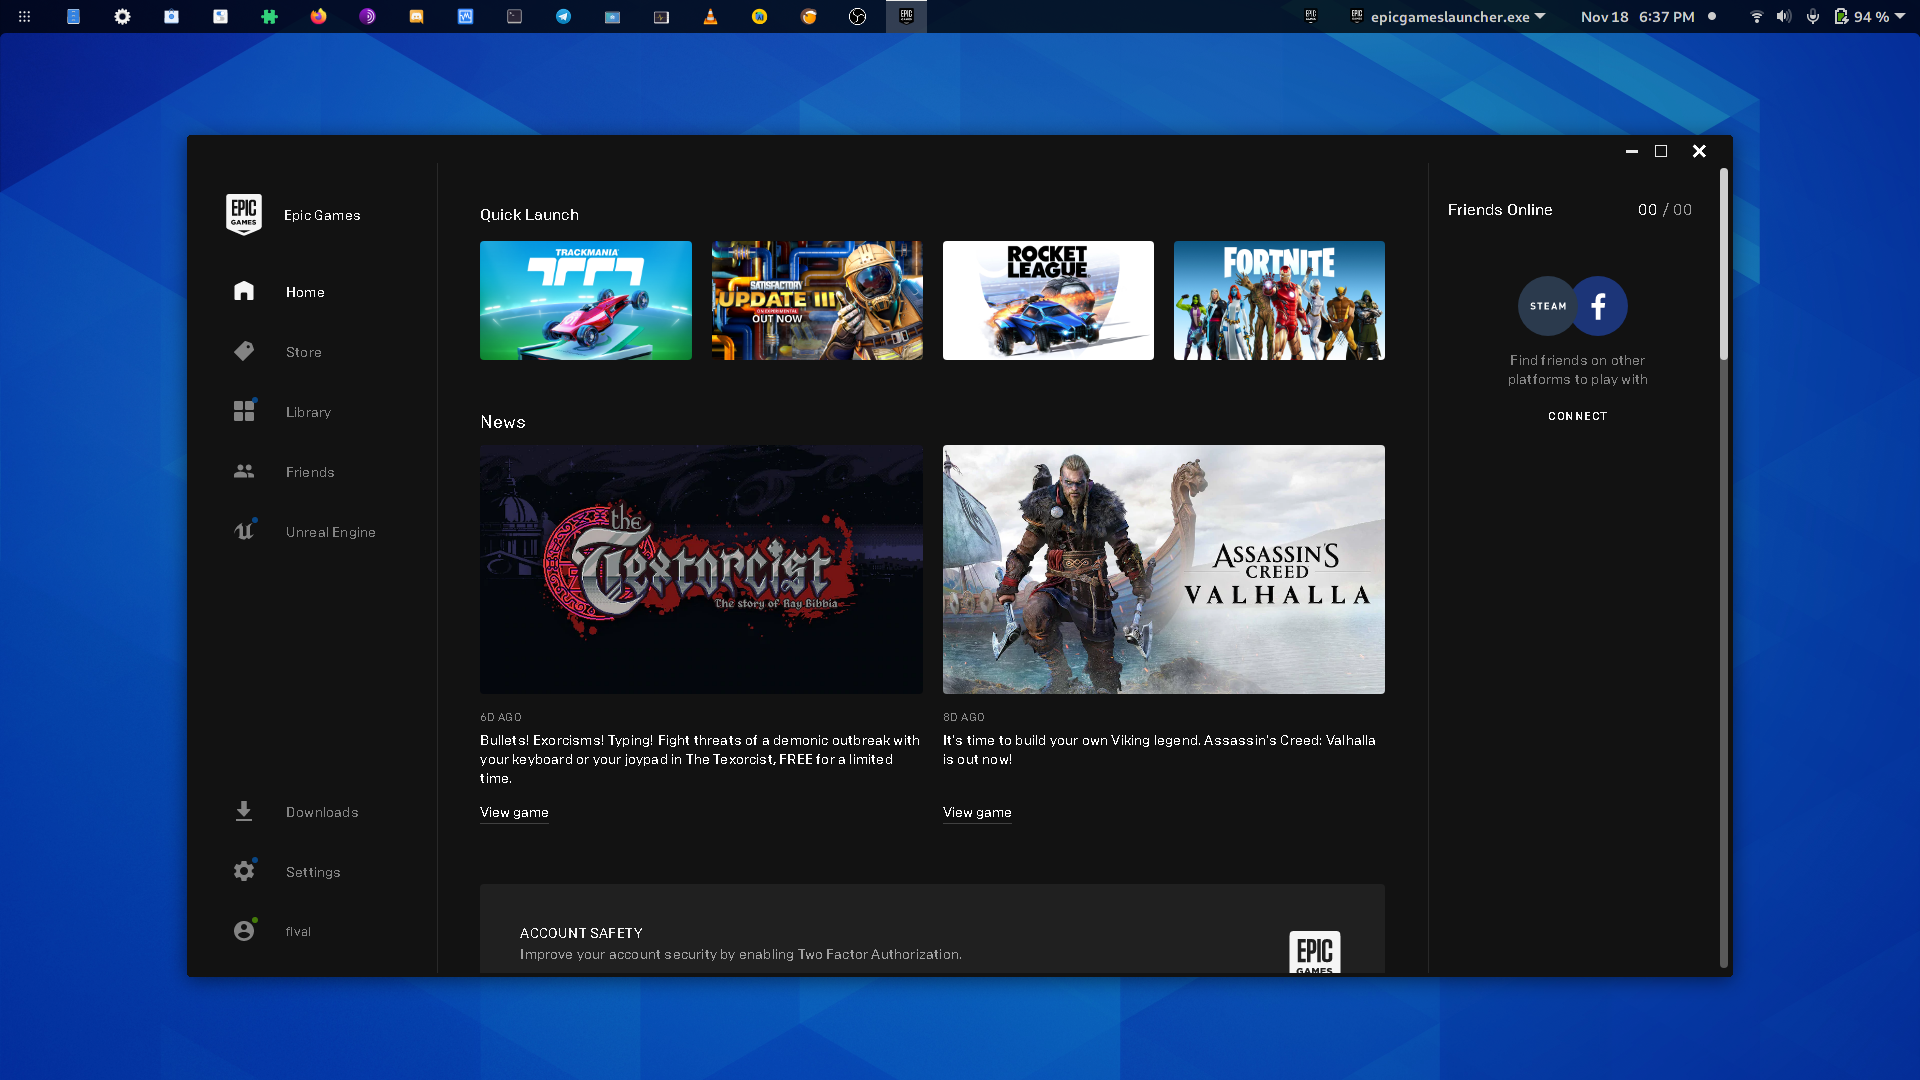 epicgameslauncher.exe
Nov 18 6:37 PM
94 %
EPIC GAMES
Epic Games
Home
Store
Library
Friends
Unreal Engine
Downloads
Settings
Quick Launch
TRACKMANIA
SATISFACTORY
UPDATE III
ON EXPERIMENTAL
OUT NOW
ROCKET
LEAGUE
FORTNITE
News
the
Textorcist
The story of Ray Bibbia
6D AGO
Bullets! Exorcisms! Typing! Fight threats of a demonic outbreak with
your keyboard or your joypad in The Texorcist, FREE for a limited
time.
View game
ASSASSIN'S
CREED
VALHALLA
8D AGO
It's time to build your own Viking legend. Assassin's Creed: Valhalla
is out now!
View game
ACCOUNT SAFETY
Improve your account security by enabling Two Factor Authorization.
EPIC
GAMES
Friends Online 00 / 00
STEAM
f
Find friends on other
platforms to play with
CONNECT